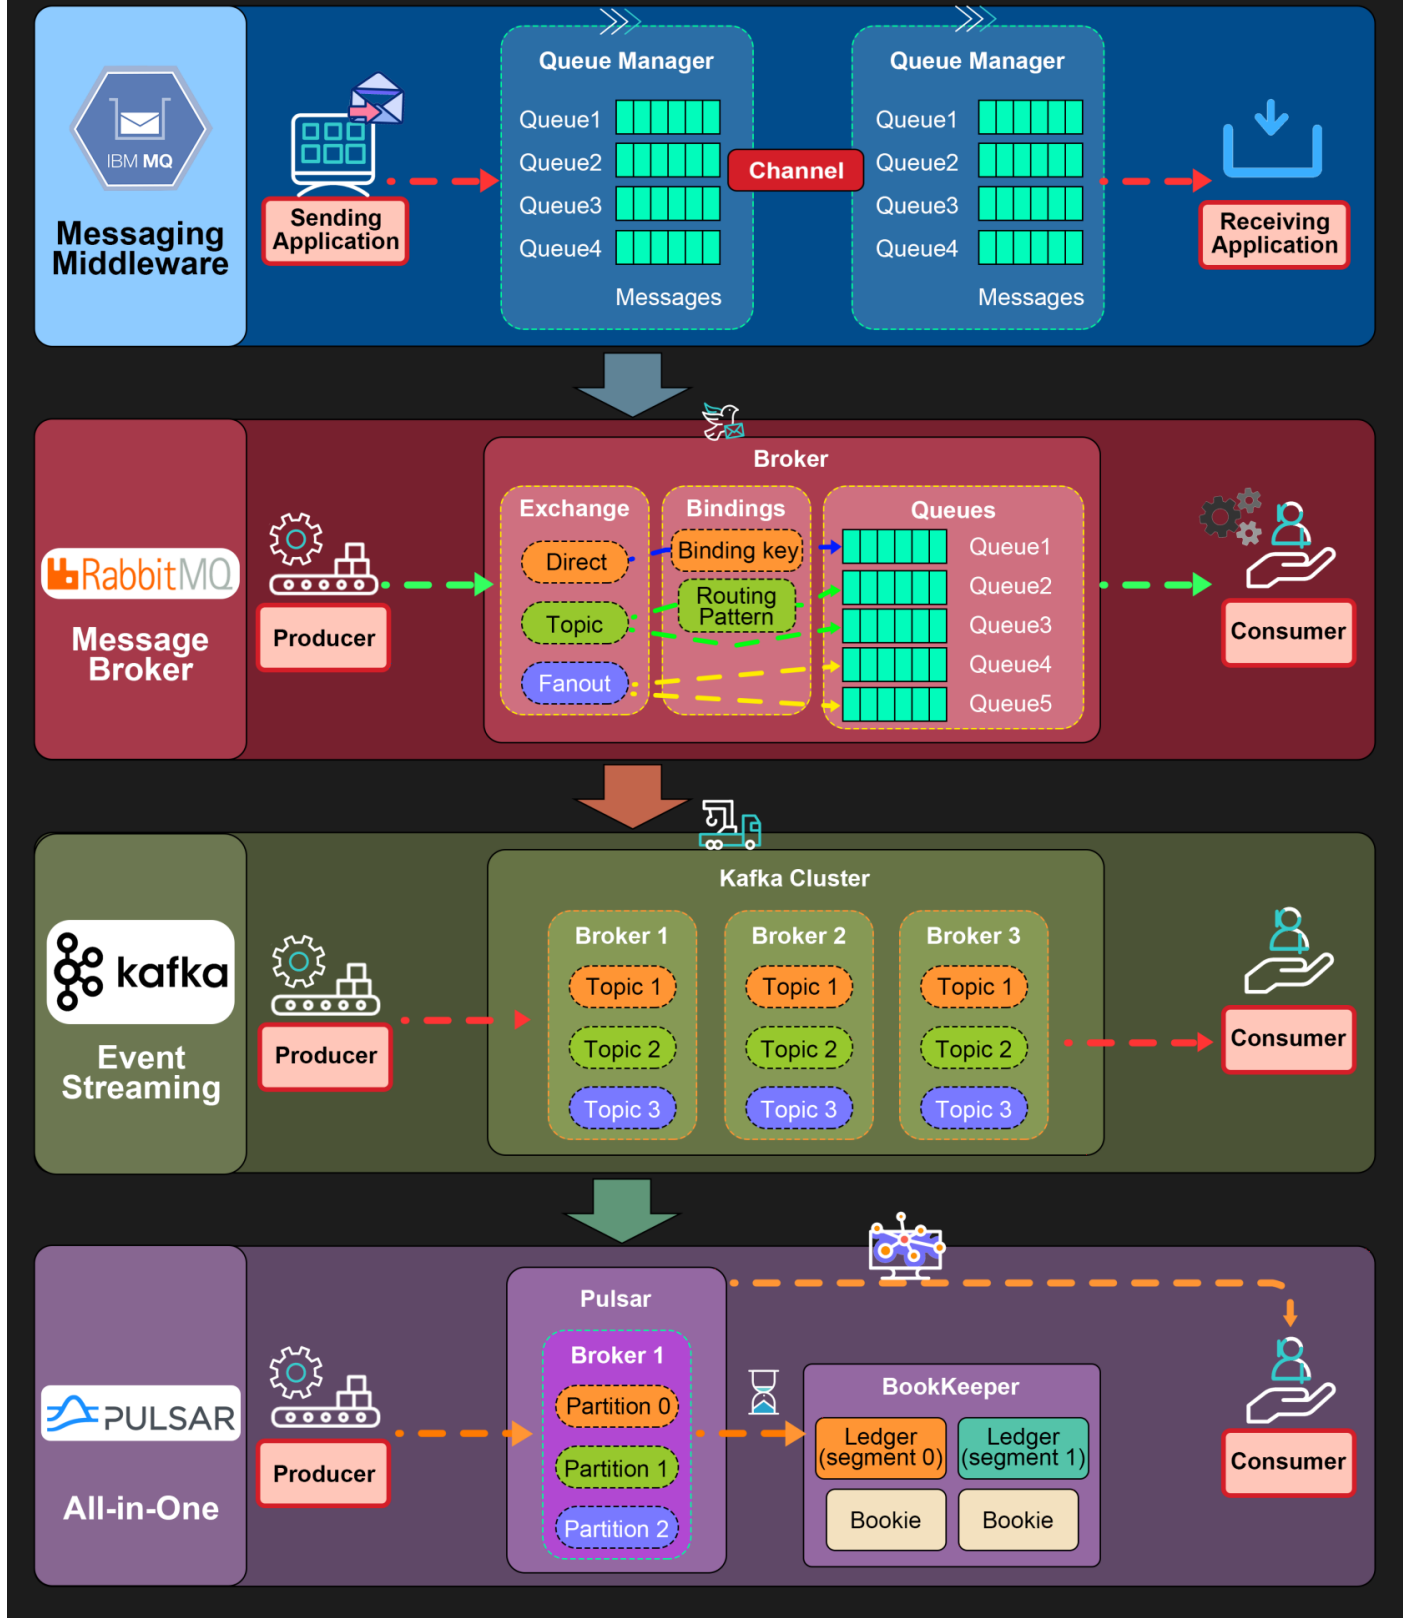 IBM MQ
Messaging
Middleware
Sending
Application
Queue Manager
Queue1
Queue2
Queue3
Queue4
Messages
Channel
Queue Manager
Queue1
Queue2
Queue3
Queue4
Messages
Receiving
Application
RabbitMQ
Message
Broker
Producer
Broker
Exchange
Direct
Topic
Fanout
Bindings
Binding key
Routing
Pattern
Queues
Queue1
Queue2
Queue3
Queue4
Queue5
Consumer
kafka
Event
Streaming
Producer
Kafka Cluster
Broker 1
Topic 1
Topic 2
Topic 3
Broker 2
Topic 1
Topic 2
Topic 3
Broker 3
Topic 1
Topic 2
Topic 3
Consumer
PULSAR
All-in-One
Producer
Pulsar
Broker 1
Partition 0
Partition 1
Partition 2
BookKeeper
Ledger
(segment 0)
Ledger
(segment 1)
Bookie
Bookie
Consumer